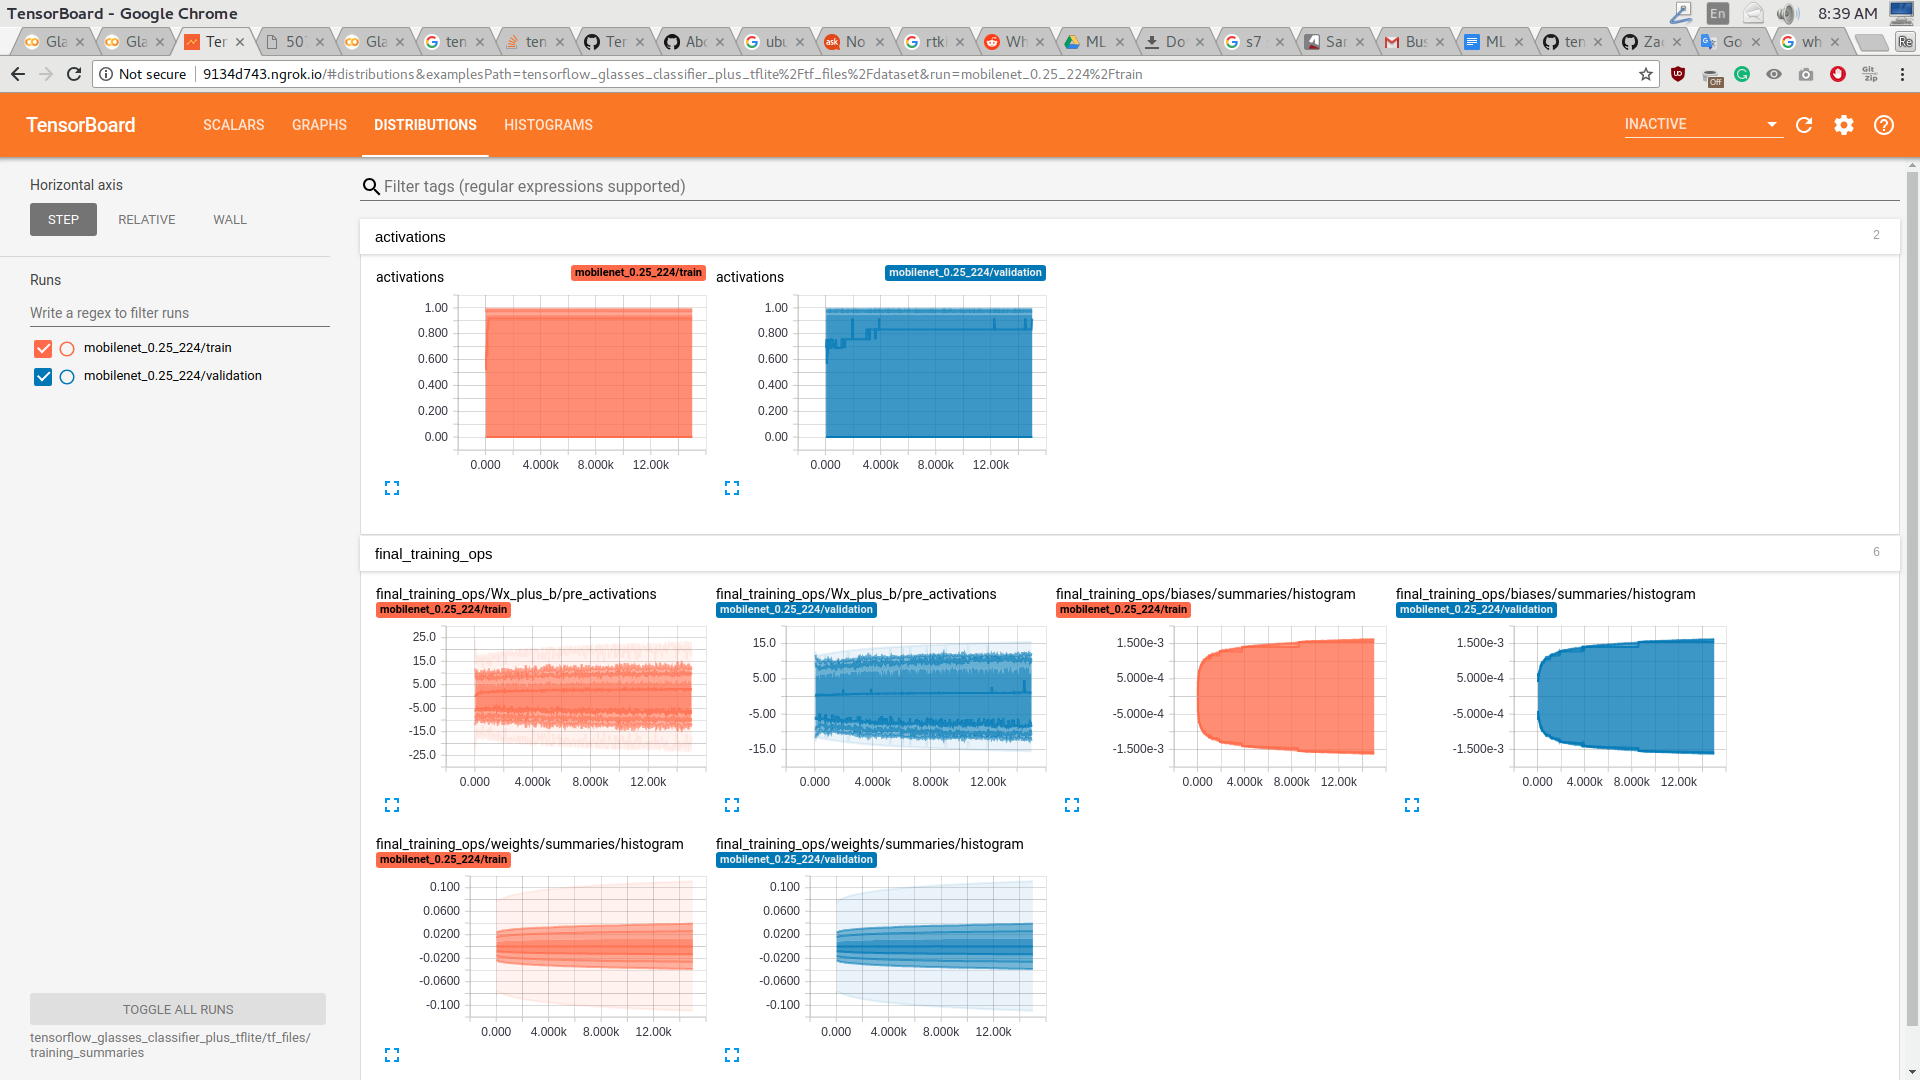 TensorBoard - Google Chrome
En
8:39 AM
Gla
Gla
Ter
50
Gla
ten
ten
Ter
Abo
ubu
No
rtki
Wh
ML
Do
s7
Sar
Bus
ML
ten
Zac
Go
wh
Re
Not secure
9134d743.ngrok.io/#distributions&examplesPath=tensorflow_glasses_classifier_plus_tflite%2Ftf_files%2Fdataset&run=mobilenet_0.25_224%2Ftrain
Off
Git Zip
TensorBoard
SCALARS
GRAPHS
DISTRIBUTIONS
HISTOGRAMS
INACTIVE
Horizontal axis
STEP
RELATIVE
WALL
Runs
Write a regex to filter runs
mobilenet_0.25_224/train
mobilenet_0.25_224/validation
TOGGLE ALL RUNS
tensorflow_glasses_classifier_plus_tflite/tf_files/
training_summaries
Filter tags (regular expressions supported)
activations
2
activations
mobilenet_0.25_224/train
1.00
0.800
0.600
0.400
0.200
0.00
0.000 4.000k 8.000k 12.00k
activations
mobilenet_0.25_224/validation
1.00
0.800
0.600
0.400
0.200
0.00
0.000 4.000k 8.000k 12.00k
final_training_ops
6
final_training_ops/Wx_plus_b/pre_activations
mobilenet_0.25_224/train
25.0
15.0
5.00
-5.00
-15.0
-25.0
0.000 4.000k 8.000k 12.00k
final_training_ops/Wx_plus_b/pre_activations
mobilenet_0.25_224/validation
15.0
5.00
-5.00
-15.0
0.000 4.000k 8.000k 12.00k
final_training_ops/biases/summaries/histogram
mobilenet_0.25_224/train
1.500e-3
5.000e-4
-5.000e-4
-1.500e-3
0.000 4.000k 8.000k 12.00k
final_training_ops/biases/summaries/histogram
mobilenet_0.25_224/validation
1.500e-3
5.000e-4
-5.000e-4
-1.500e-3
0.000 4.000k 8.000k 12.00k
final_training_ops/weights/summaries/histogram
mobilenet_0.25_224/train
0.100
0.0600
0.0200
-0.0200
-0.0600
-0.100
0.000 4.000k 8.000k 12.00k
final_training_ops/weights/summaries/histogram
mobilenet_0.25_224/validation
0.100
0.0600
0.0200
-0.0200
-0.0600
-0.100
0.000 4.000k 8.000k 12.00k